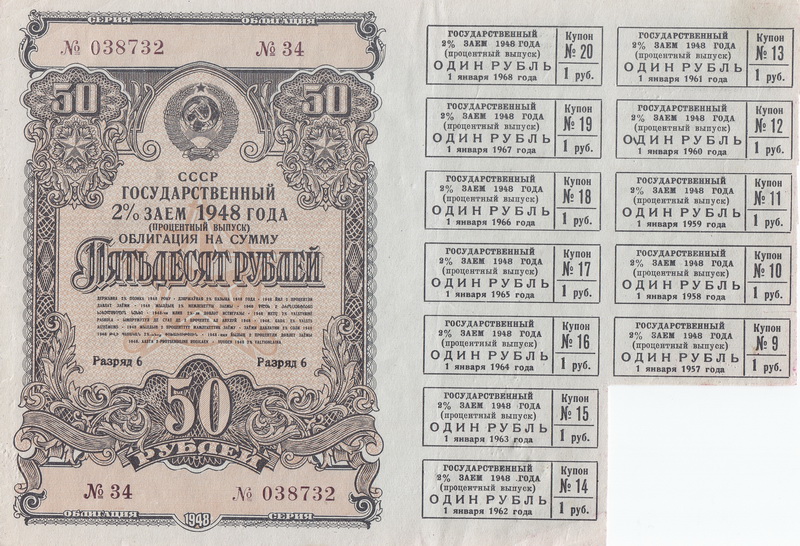 СЕРИЯ ОБЛИГАЦИЯ
№ 038732 № 34
50 50
СССР
ГОСУДАРСТВЕННЫЙ
2% ЗАЕМ 1948 ГОДА
(ПРОЦЕНТНЫЙ ВЫПУСК)
ОБЛИГАЦИЯ НА СУММУ
ПЯТЬДЕСЯТ РУБЛЕЙ
Разряд 6 Разряд 6
50
РУБЛЕЙ
№ 34 № 038732
ОБЛИГАЦИЯ 1948 СЕРИЯ
ГОСУДАРСТВЕННЫЙ
2% ЗАЕМ 1948 ГОДА
(процентный выпуск)
ОДИН РУБЛЬ
1 января 1968 года
Купон
№ 20
1 руб.
ГОСУДАРСТВЕННЫЙ
2% ЗАЕМ 1948 ГОДА
(процентный выпуск)
ОДИН РУБЛЬ
1 января 1967 года
Купон
№ 19
1 руб.
ГОСУДАРСТВЕННЫЙ
2% ЗАЕМ 1948 ГОДА
(процентный выпуск)
ОДИН РУБЛЬ
1 января 1966 года
Купон
№ 18
1 руб.
ГОСУДАРСТВЕННЫЙ
2% ЗАЕМ 1948 ГОДА
(процентный выпуск)
ОДИН РУБЛЬ
1 января 1965 года
Купон
№ 17
1 руб.
ГОСУДАРСТВЕННЫЙ
2% ЗАЕМ 1948 ГОДА
(процентный выпуск)
ОДИН РУБЛЬ
1 января 1964 года
Купон
№ 16
1 руб.
ГОСУДАРСТВЕННЫЙ
2% ЗАЕМ 1948 ГОДА
(процентный выпуск)
ОДИН РУБЛЬ
1 января 1963 года
Купон
№ 15
1 руб.
ГОСУДАРСТВЕННЫЙ
2% ЗАЕМ 1948 ГОДА
(процентный выпуск)
ОДИН РУБЛЬ
1 января 1962 года
Купон
№ 14
1 руб.
ГОСУДАРСТВЕННЫЙ
2% ЗАЕМ 1948 ГОДА
(процентный выпуск)
ОДИН РУБЛЬ
1 января 1961 года
Купон
№ 13
1 руб.
ГОСУДАРСТВЕННЫЙ
2% ЗАЕМ 1948 ГОДА
(процентный выпуск)
ОДИН РУБЛЬ
1 января 1960 года
Купон
№ 12
1 руб.
ГОСУДАРСТВЕННЫЙ
2% ЗАЕМ 1948 ГОДА
(процентный выпуск)
ОДИН РУБЛЬ
1 января 1959 года
Купон
№ 11
1 руб.
ГОСУДАРСТВЕННЫЙ
2% ЗАЕМ 1948 ГОДА
(процентный выпуск)
ОДИН РУБЛЬ
1 января 1958 года
Купон
№ 10
1 руб.
ГОСУДАРСТВЕННЫЙ
2% ЗАЕМ 1948 ГОДА
(процентный выпуск)
ОДИН РУБЛЬ
1 января 1957 года
Купон
№ 9
1 руб.